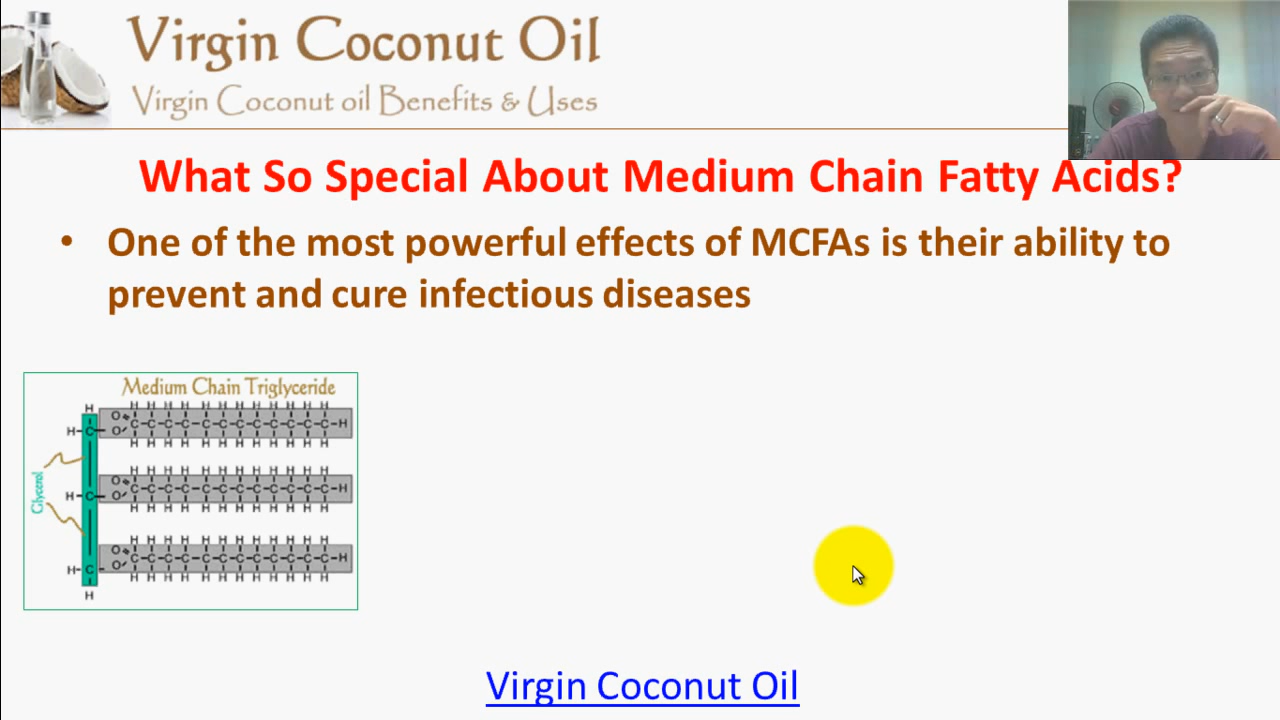 Virgin Coconut Oil
Virgin Coconut oil Benefits & Uses
What So Special About Medium Chain Fatty Acids?
• One of the most powerful effects of MCFAs is their ability to
prevent and cure infectious diseases
Medium Chain Triglyceride
H H H H H H H H H H H H
H
O
H-C-O-C-C-C-C-C-C-C-C-C-C-C-C-H
H H H H H H H H H H H H
Glycerol
H H H H H H H H H H H H
O
H-C-O-C-C-C-C-C-C-C-C-C-C-C-C-H
H H H H H H H H H H H H
H H H H H H H H H H H H
O
H-C-O-C-C-C-C-C-C-C-C-C-C-C-C-H
H H H H H H H H H H H H
H
Virgin Coconut Oil